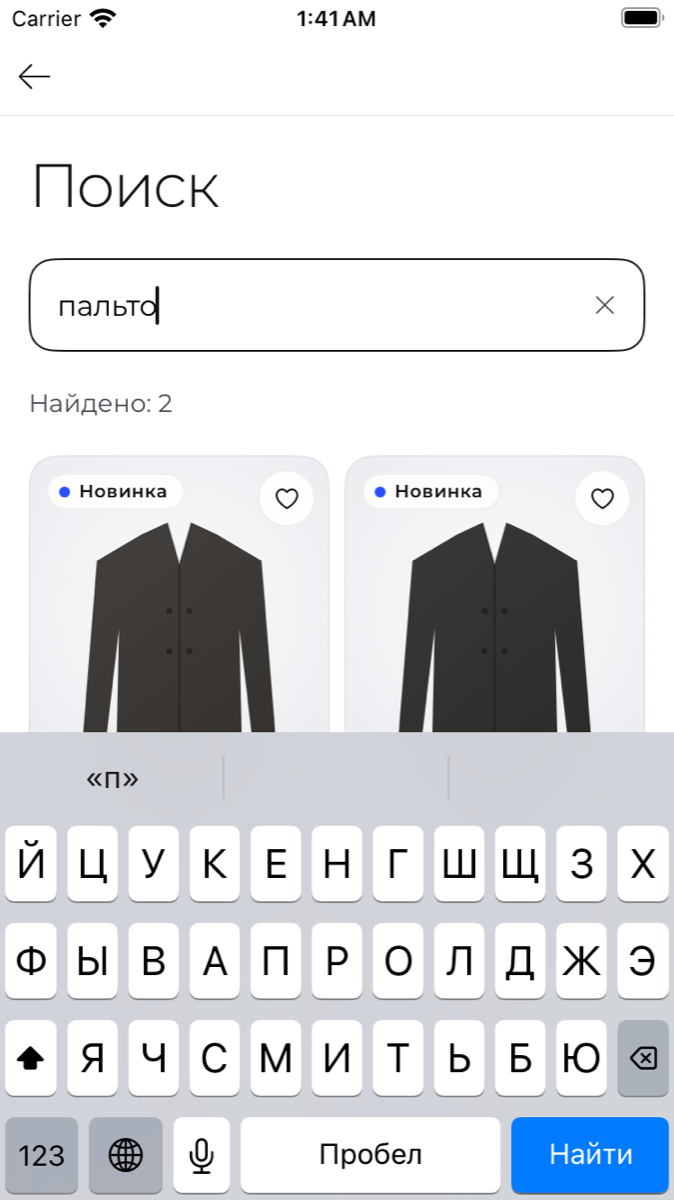 Carrier 1:41 AM
Поиск
пальто
Найдено: 2
Новинка Новинка
«п»
Й Ц У К Е Н Г Ш Щ З Х
Ф Ы В А П Р О Л Д Ж Э
Я Ч С М И Т Ь Б Ю
123 Пробел Найти